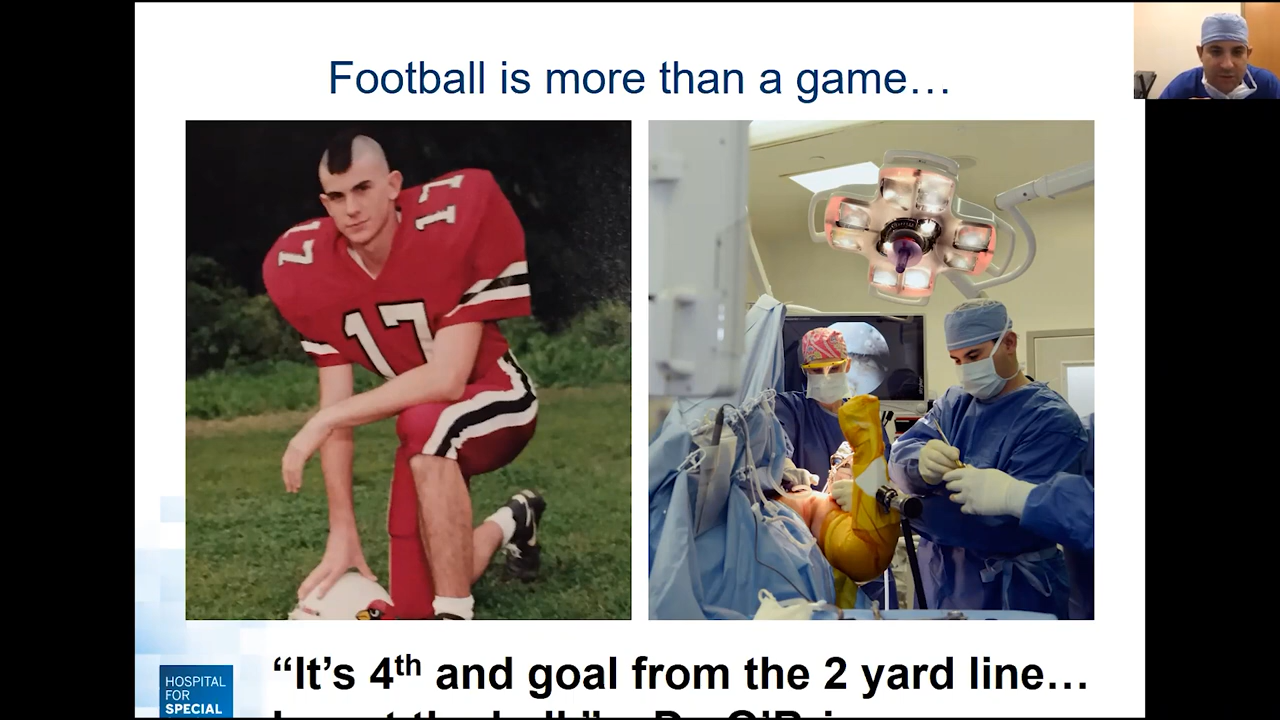 Football is more than a game…
17
17
17
“It’s 4th and goal from the 2 yard line…
HOSPITAL
FOR
SPECIAL